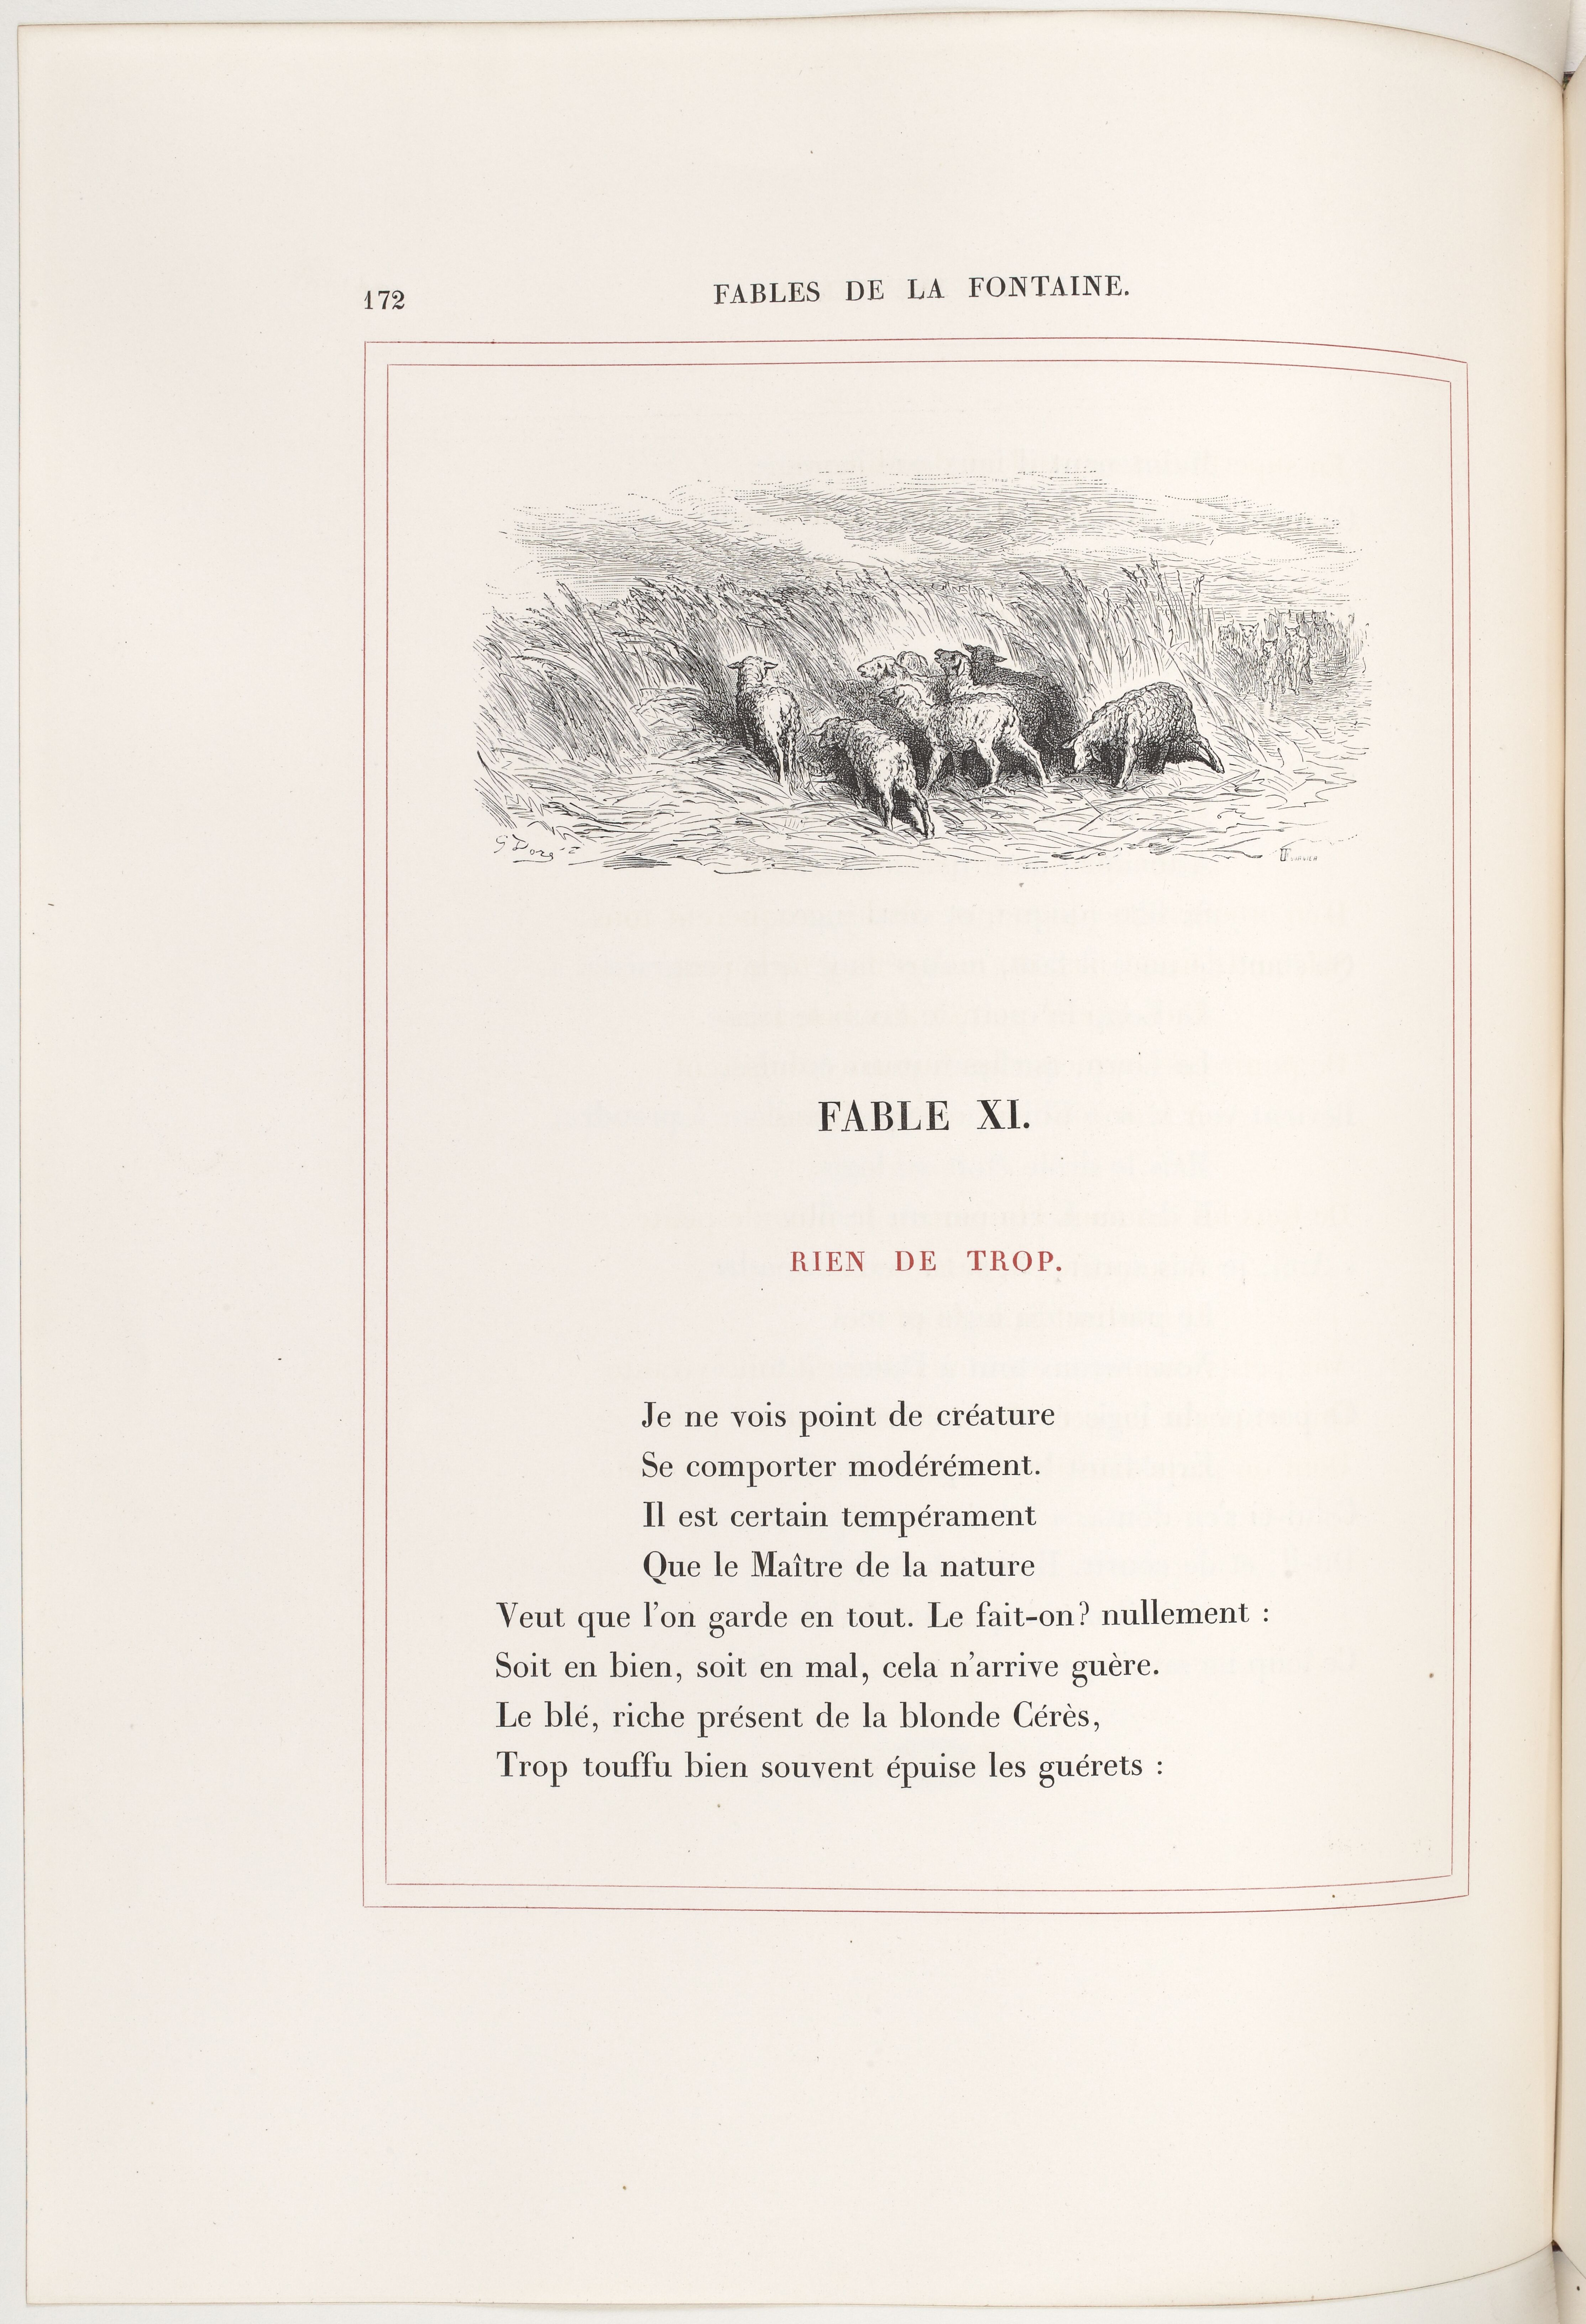 172
FABLES DE LA FONTAINE.
G Doré
FABLE XI.
RIEN DE TROP.
Je ne vois point de créature
Se comporter modérément.
Il est certain tempérament
Que le Maître de la nature
Veut que l'on garde en tout. Le fait-on? nullement :
Soit en bien, soit en mal, cela n'arrive guère.
Le blé, riche présent de la blonde Cérès,
Trop touffu bien souvent épuise les guérets :